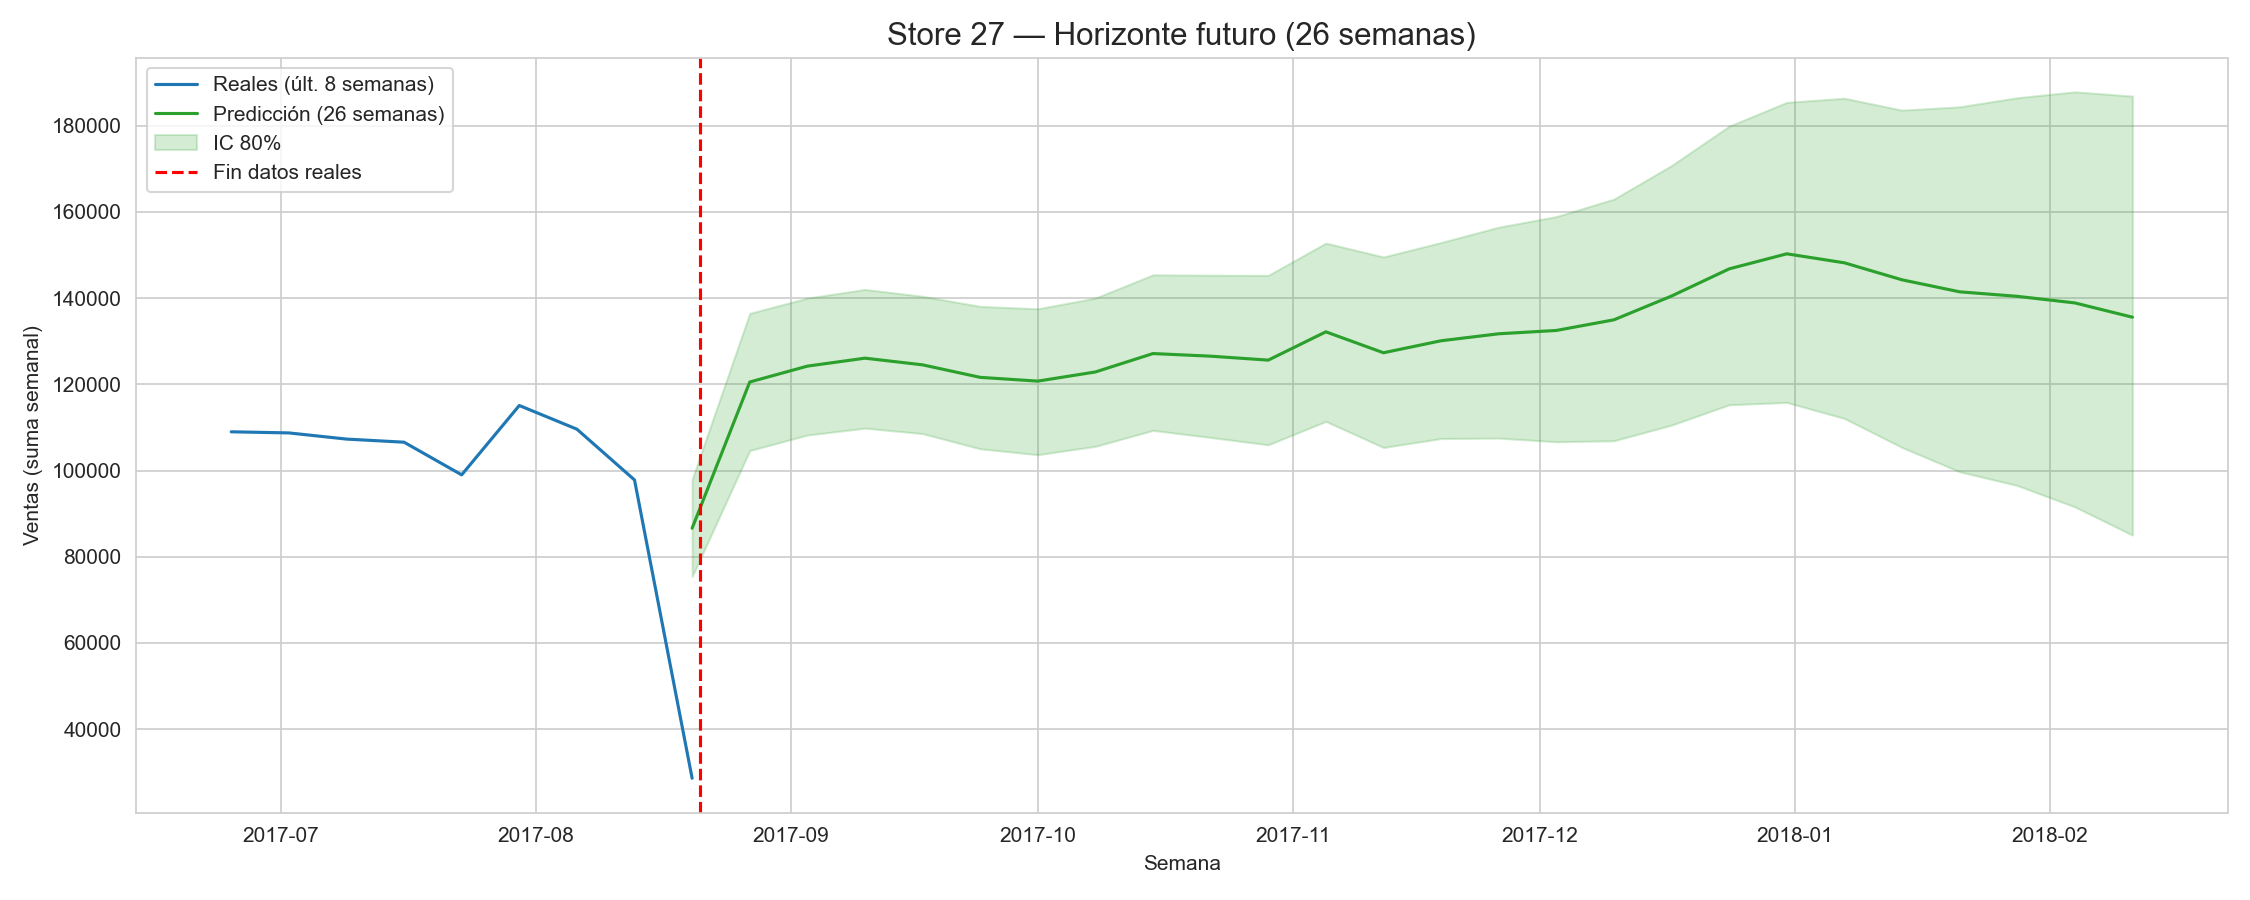 Store 27 — Horizonte futuro (26 semanas)
Reales (últ. 8 semanas)
Predicción (26 semanas)
IC 80%
Fin datos reales
Ventas (suma semanal)
180000
160000
140000
120000
100000
80000
60000
40000
2017-07 2017-08 2017-09 2017-10 2017-11 2017-12 2018-01 2018-02
Semana